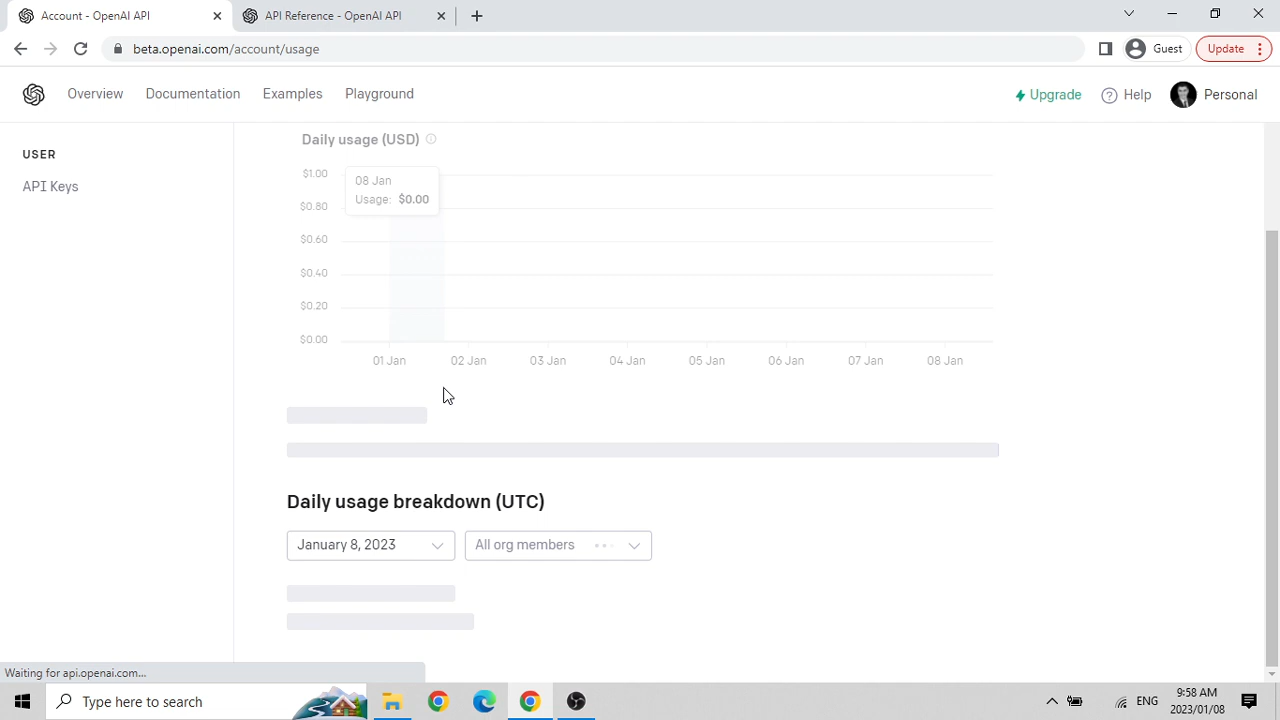 Account - OpenAI API
API Reference - OpenAI API
beta.openai.com/account/usage
Guest
Update
Overview
Documentation
Examples
Playground
Upgrade
Help
Personal
USER
API Keys
Daily usage (USD)
$1.00
$0.80
$0.60
$0.40
$0.20
$0.00
08 Jan
Usage: $0.00
01 Jan
02 Jan
03 Jan
04 Jan
05 Jan
06 Jan
07 Jan
08 Jan
Daily usage breakdown (UTC)
January 8, 2023
All org members
Waiting for api.openai.com...
Type here to search
ENG
9:58 AM
2023/01/08